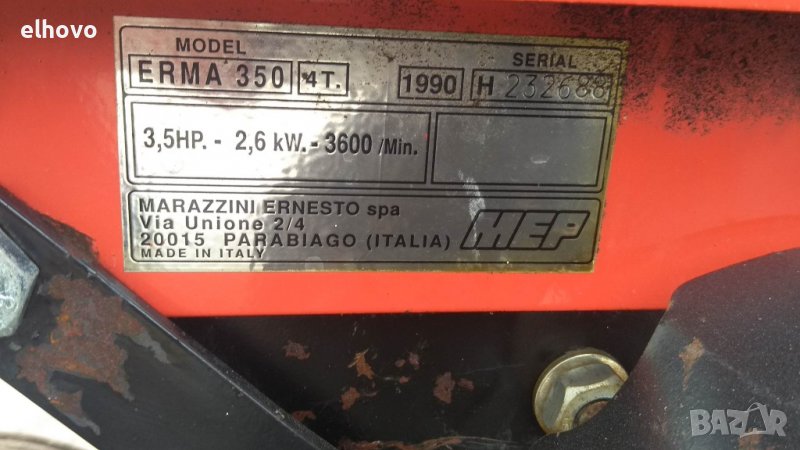 elhovo
MODEL
SERIAL
ERMA 350 4T. 1990 H 232688
3,5HP. - 2,6 kW. - 3600 /Min.
MARAZZINI ERNESTO spa
Via Unione 2/4
20015 PARABIAGO (ITALIA)
MADE IN ITALY
MEP
BAZAR